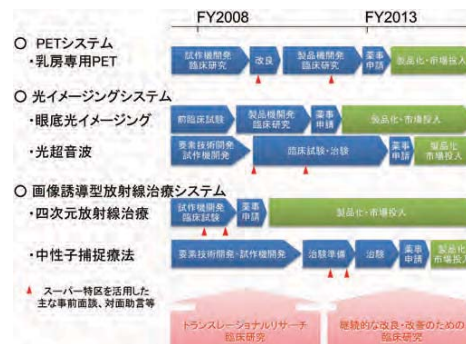 FY2008 FY2013
○ PETシステム
・乳房専用PET
試作機開発 臨床研究
改良
製品機開発 臨床研究
薬事 申請
製品化・市場投入
○ 光イメージングシステム
・眼底光イメージング
前臨床試験
製品機開発 臨床研究
薬事 申請
製品化・市場投入
・光超音波
要素技術開発 試作機開発
臨床試験・治験
薬事 申請
製品化 市場投入
○ 画像誘導型放射線治療システム
・四次元放射線治療
試作機開発 臨床試験
薬事 申請
製品化・市場投入
・中性子捕捉療法
要素技術開発・試作機開発
治験準備
治験
薬事 申請
製品化 市場投入
スーパー特区を活用した
主な事前面談、対面助言等
トランスレーショナルリサーチ
臨床研究
継続的な改良・改善のための
臨床研究